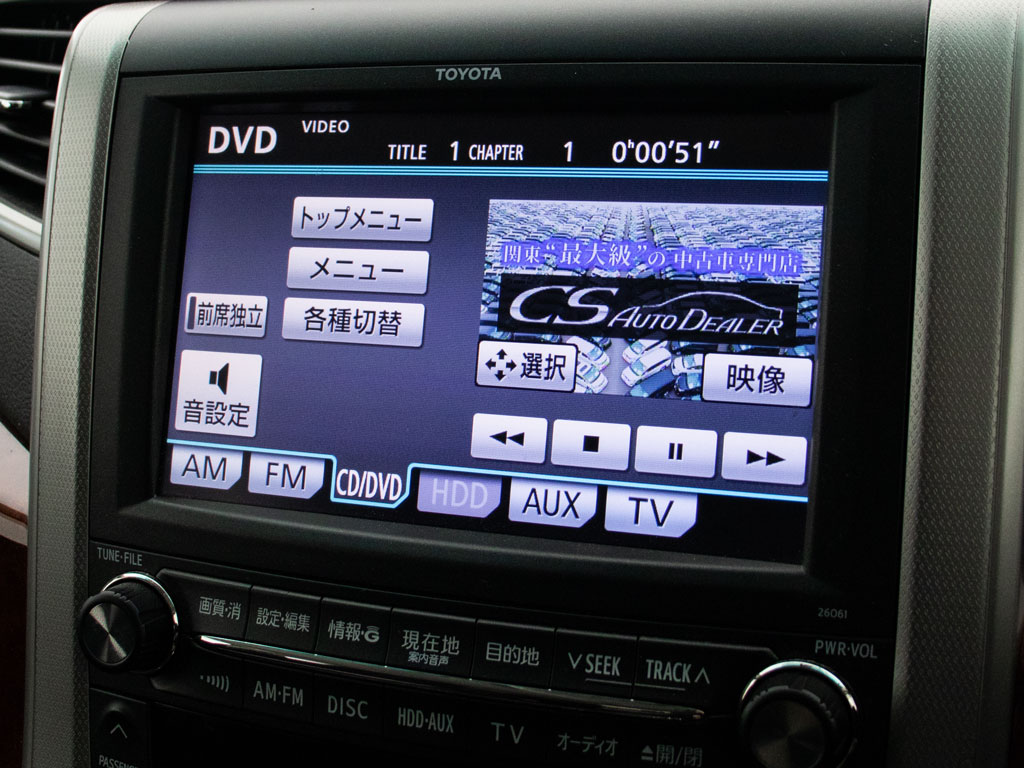 TOYOTA
DVD VIDEO
TITLE 1 CHAPTER 1 0h00'51"
トップメニュー
メニュー
前席独立
各種切替
関東“最大級”の中古車専門店
CS AUTO DEALER
選択
映像
音設定
AM FM CD/DVD HDD AUX TV
TUNE・FILE
26061
PWR・VOL
画質・消 設定・編集 情報・G 現在地 目的地 ∨SEEK TRACK∧
案内音声
AM・FM DISC HDD・AUX TV オーディオ ▲開/閉